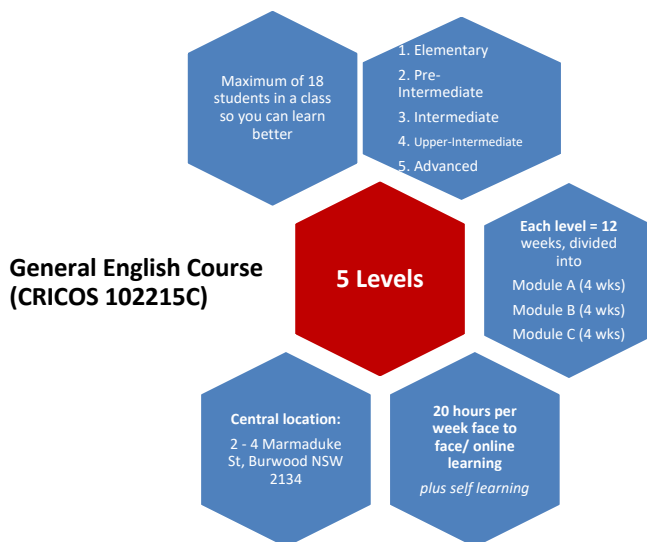 Maximum of 18
students in a class
so you can learn
better
1. Elementary
2. Pre-
Intermediate
3. Intermediate
4. Upper-Intermediate
5. Advanced
General English Course
(CRICOS 102215C)
5 Levels
Each level = 12
weeks, divided
into
Module A (4 wks)
Module B (4 wks)
Module C (4 wks)
Central location:
2 - 4 Marmaduke
St, Burwood NSW
2134
20 hours per
week face to
face/ online
learning
plus self learning